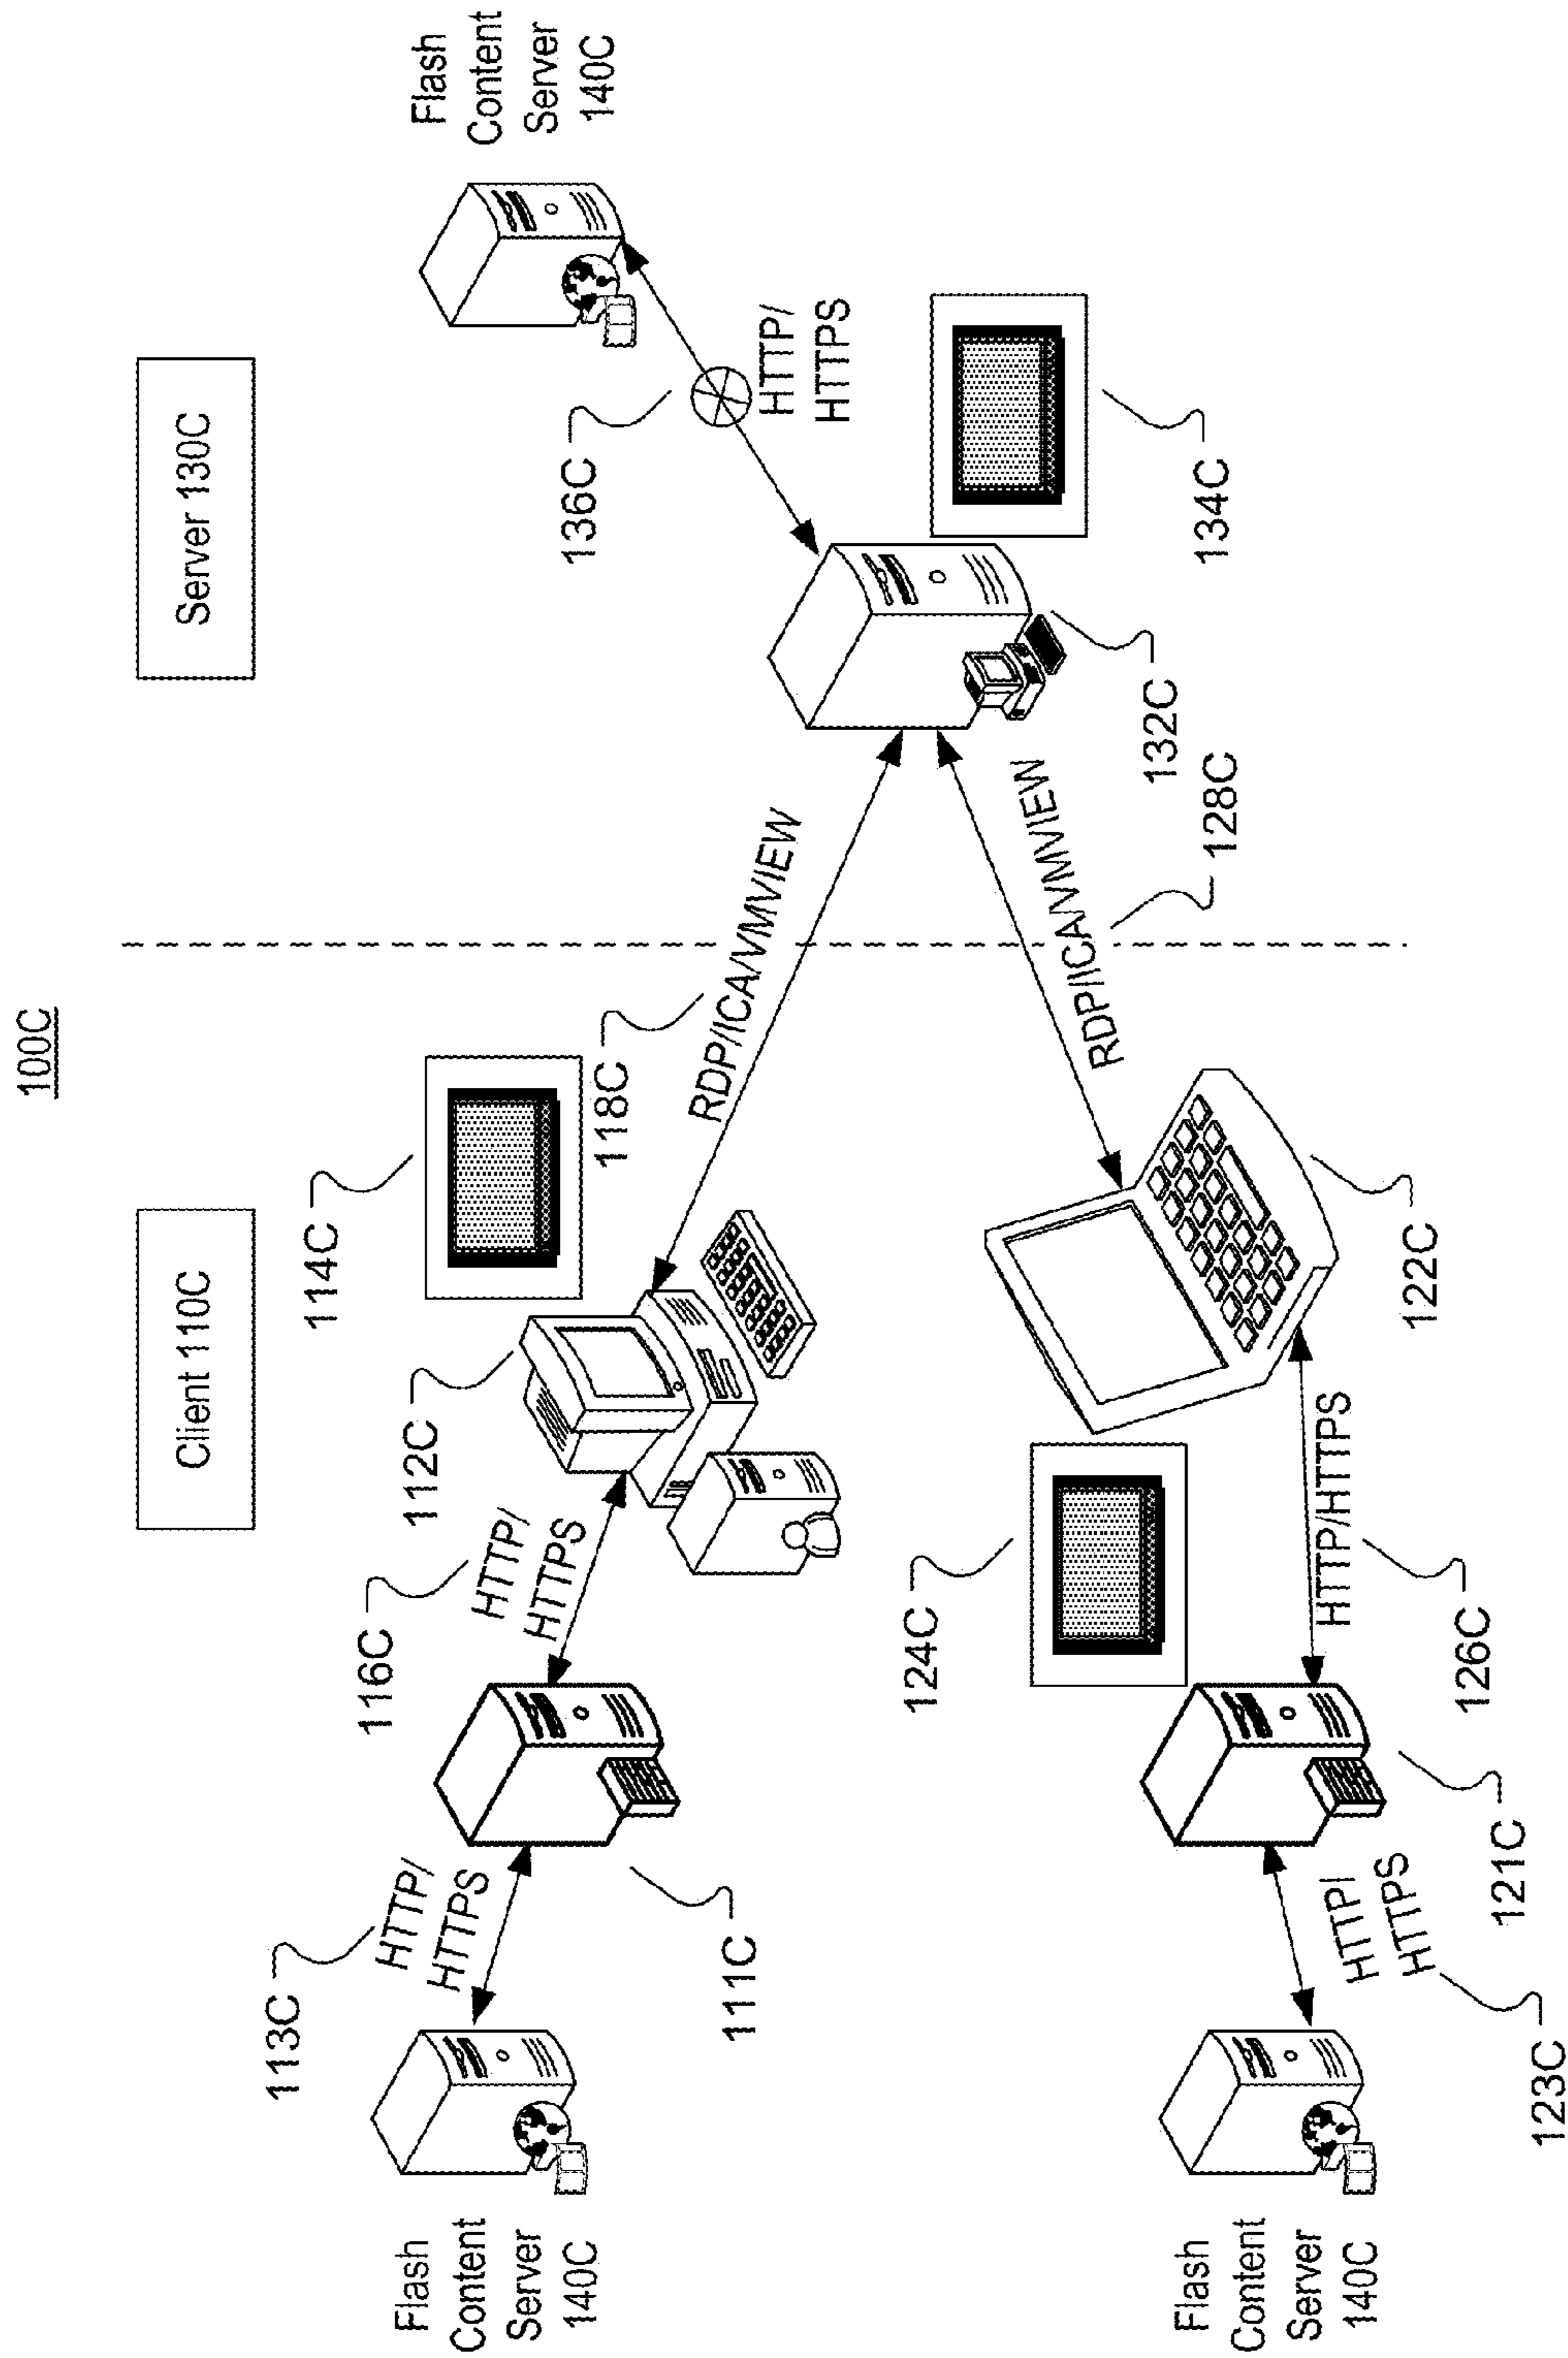 100C
Client 110C
Server 130C
Flash
Content
Server
140C
113C
HTTP/
HTTPS
111C
116C
HTTP/
HTTPS
112C
114C
118C
RDP/ICA/VMVIEW
136C
HTTP/
HTTPS
Flash
Content
Server
140C
134C
132C
128C
RDP/ICA/VMVIEW
122C
124C
HTTP/HTTPS
126C
121C
HTTP/
HTTPS
123C
Flash
Content
Server
140C